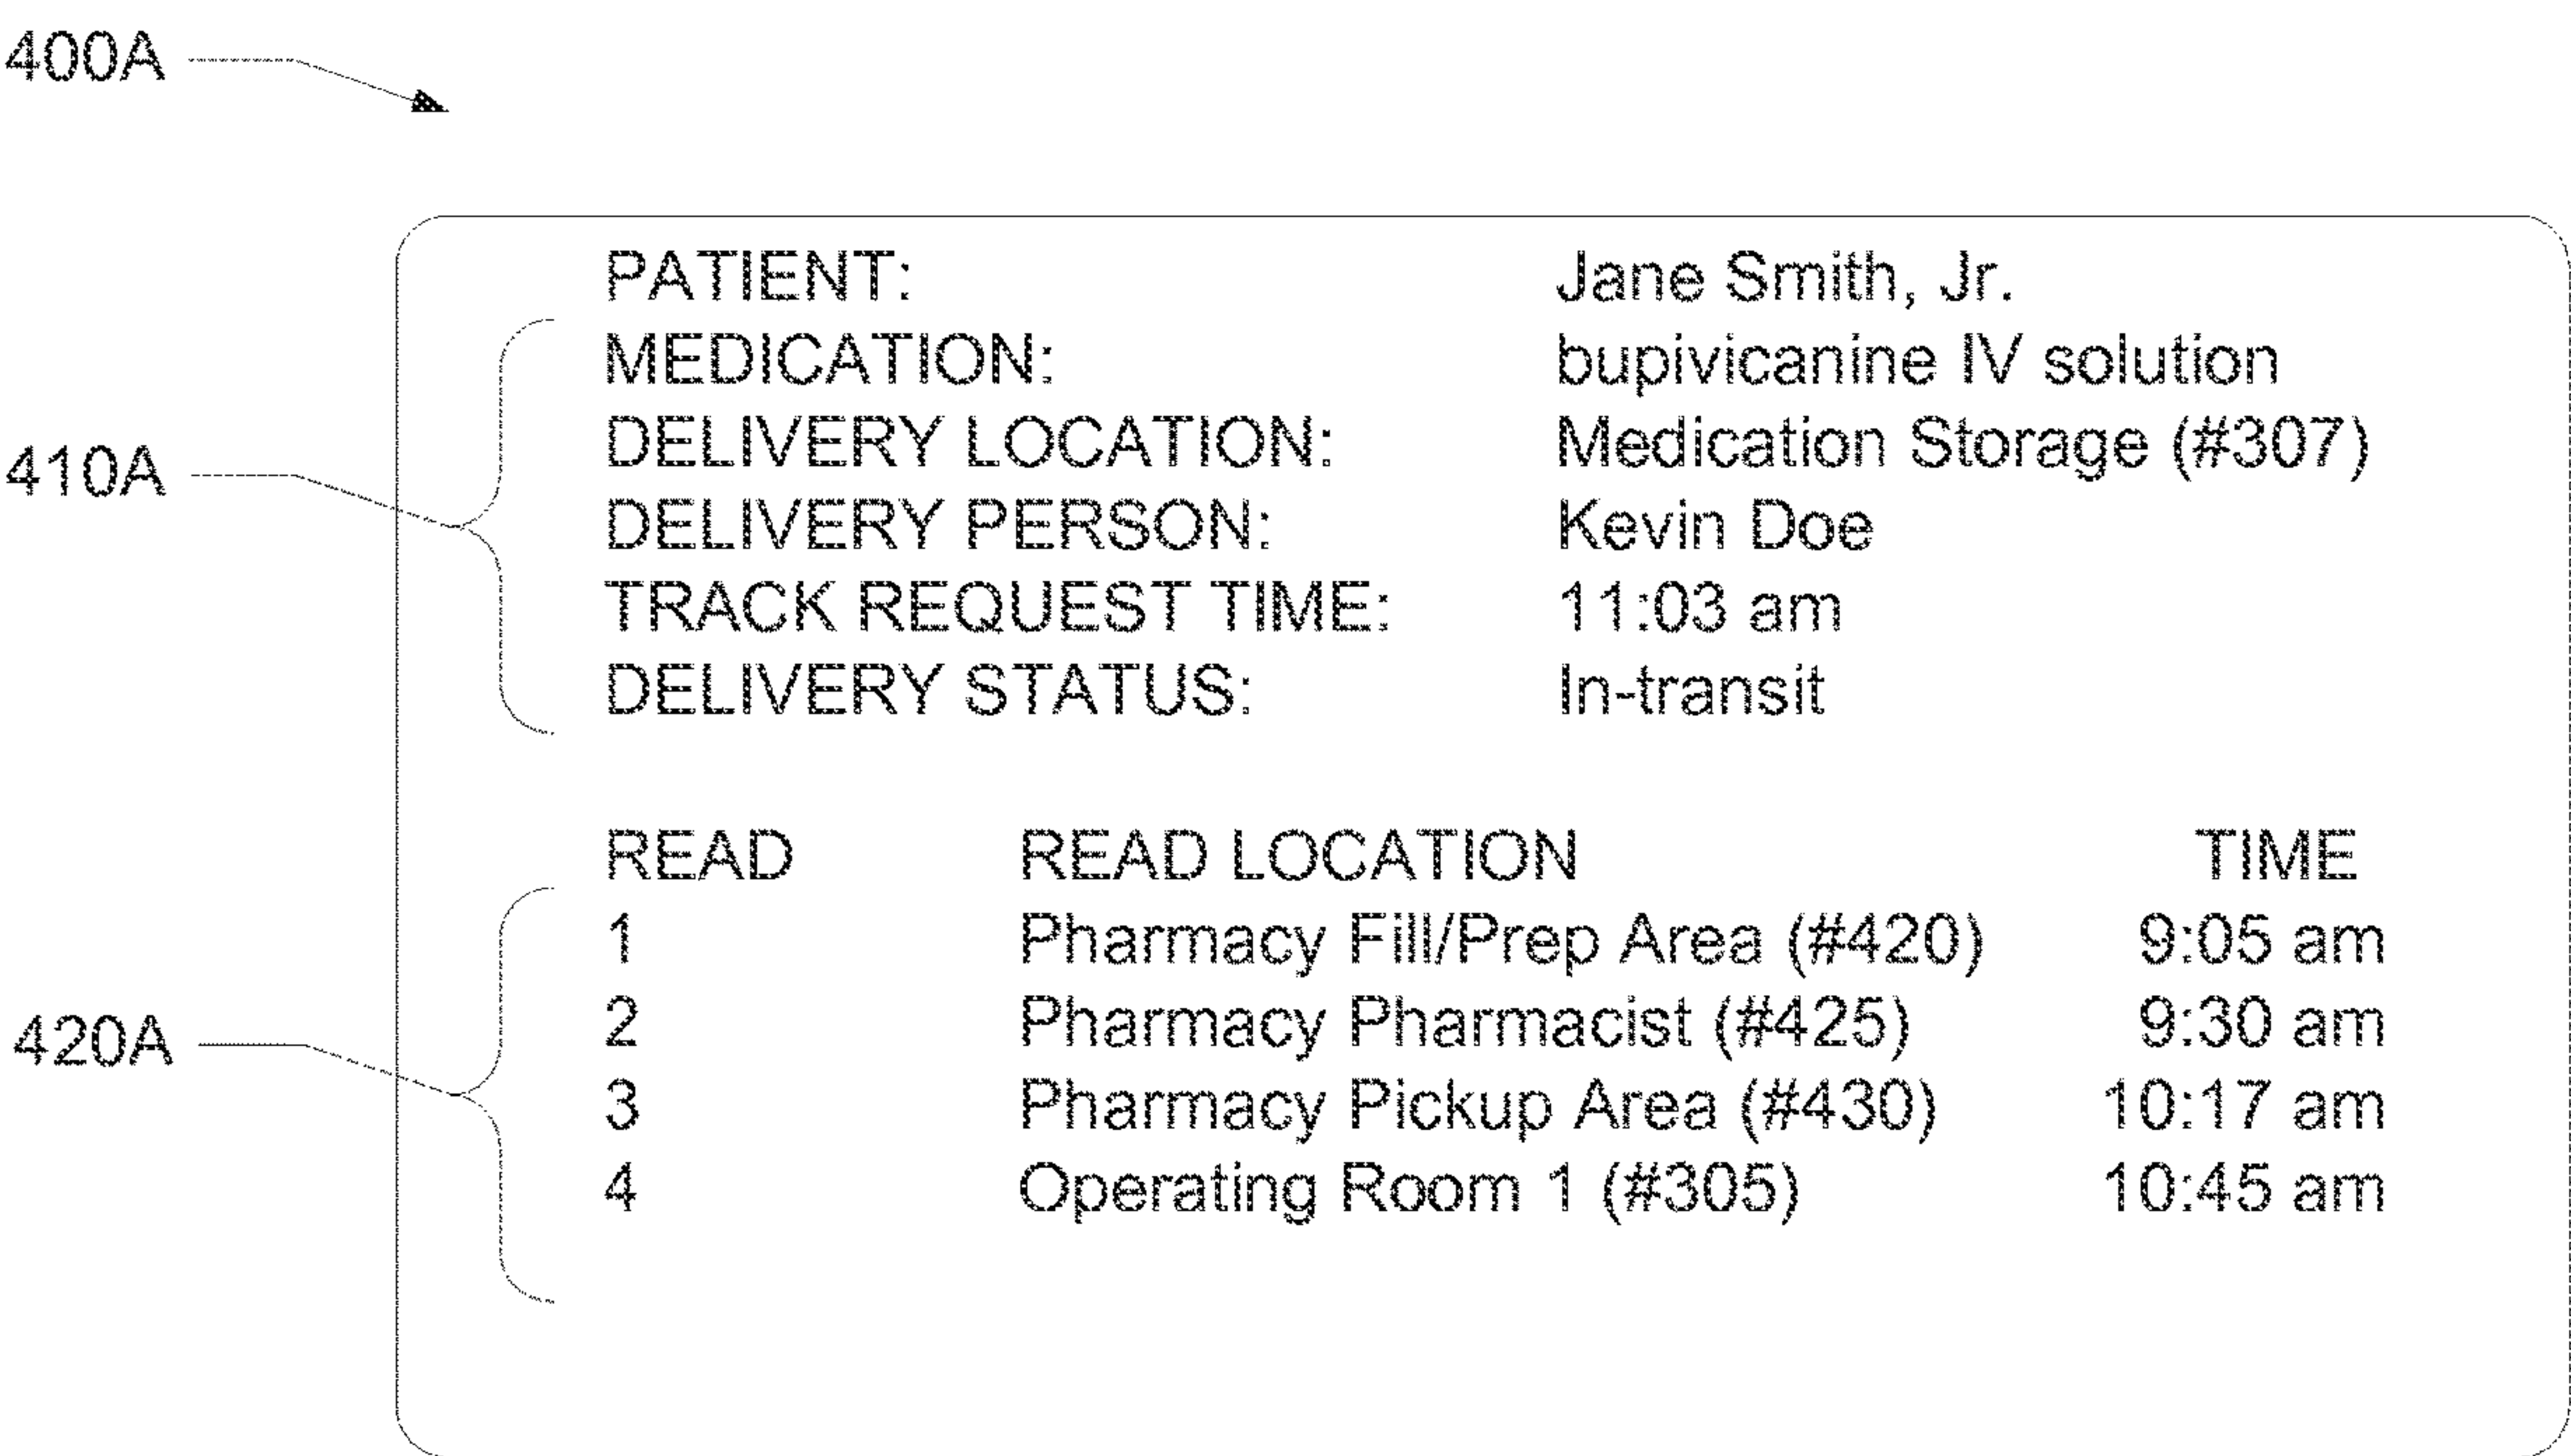 400A
PATIENT: Jane Smith, Jr.
MEDICATION: bupivicanine IV solution
DELIVERY LOCATION: Medication Storage (#307)
410A
DELIVERY PERSON: Kevin Doe
TRACK REQUEST TIME: 11:03 am
DELIVERY STATUS: In-transit
READ READ LOCATION TIME
1 Pharmacy Fill/Prep Area (#420) 9:05 am
2 Pharmacy Pharmacist (#425) 9:30 am
420A
3 Pharmacy Pickup Area (#430) 10:17 am
4 Operating Room 1 (#305) 10:45 am